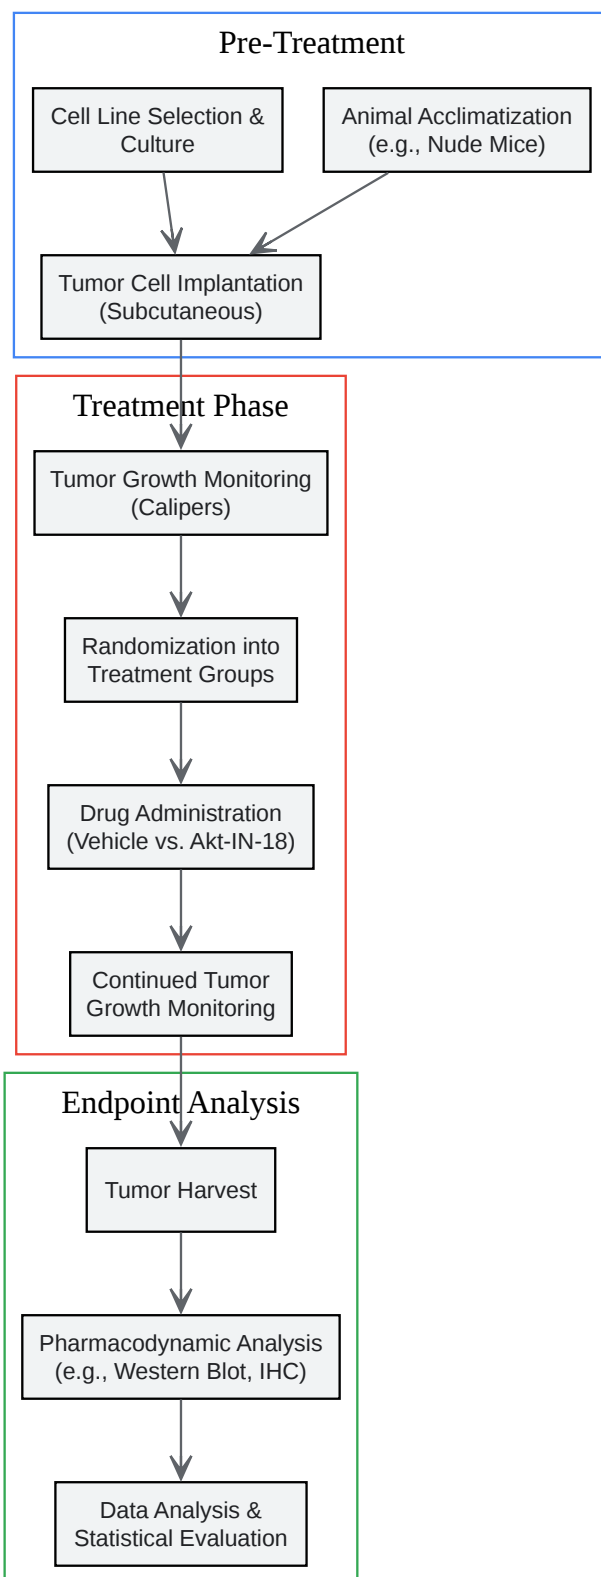 Pre-Treatment
Cell Line Selection &
Culture
Animal Acclimatization
(e.g., Nude Mice)
Tumor Cell Implantation
(Subcutaneous)
Treatment Phase
Tumor Growth Monitoring
(Calipers)
Randomization into
Treatment Groups
Drug Administration
(Vehicle vs. Akt-IN-18)
Continued Tumor
Growth Monitoring
Endpoint Analysis
Tumor Harvest
Pharmacodynamic Analysis
(e.g., Western Blot, IHC)
Data Analysis &
Statistical Evaluation